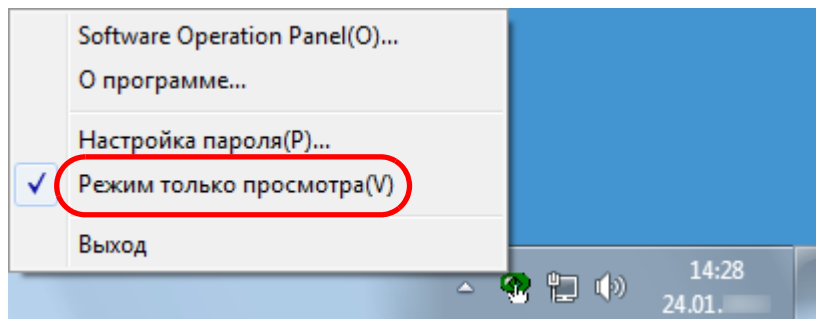 Software Operation Panel(O)...
О программе...
Настройка пароля(P)...
Режим только просмотра(V)
Выход
14:28
24.01.